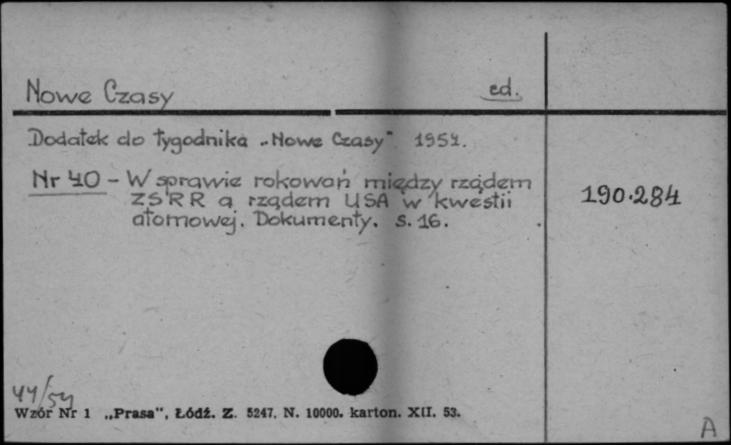 Nowe Czasy ed.
Dodatek do tygodnika „Nowe Czasy" 1954.
Nr 40 - W sprawie rokowań między rządem
ZSRR a rządem USA w kwestii
atomowej. Dokumenty. s. 16.
190.284
44/54
Wzór Nr 1 „Prasa", Łódź. Z. 5247. N. 10000. karton. XII. 53.
A